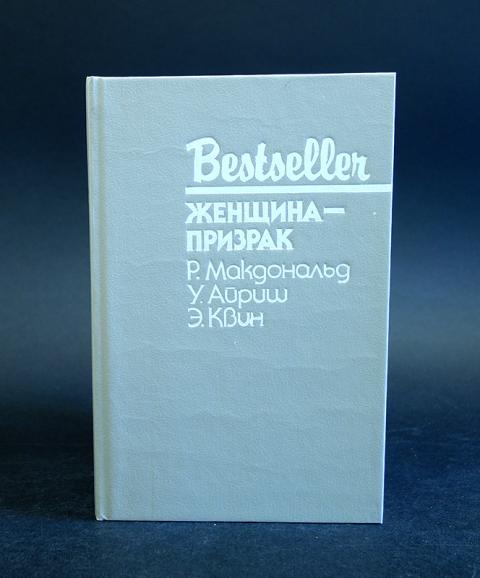 Bestseller
ЖЕНЩИНА—
ПРИЗРАК
Р. Макдональд
У. Айриш
Э. Квин